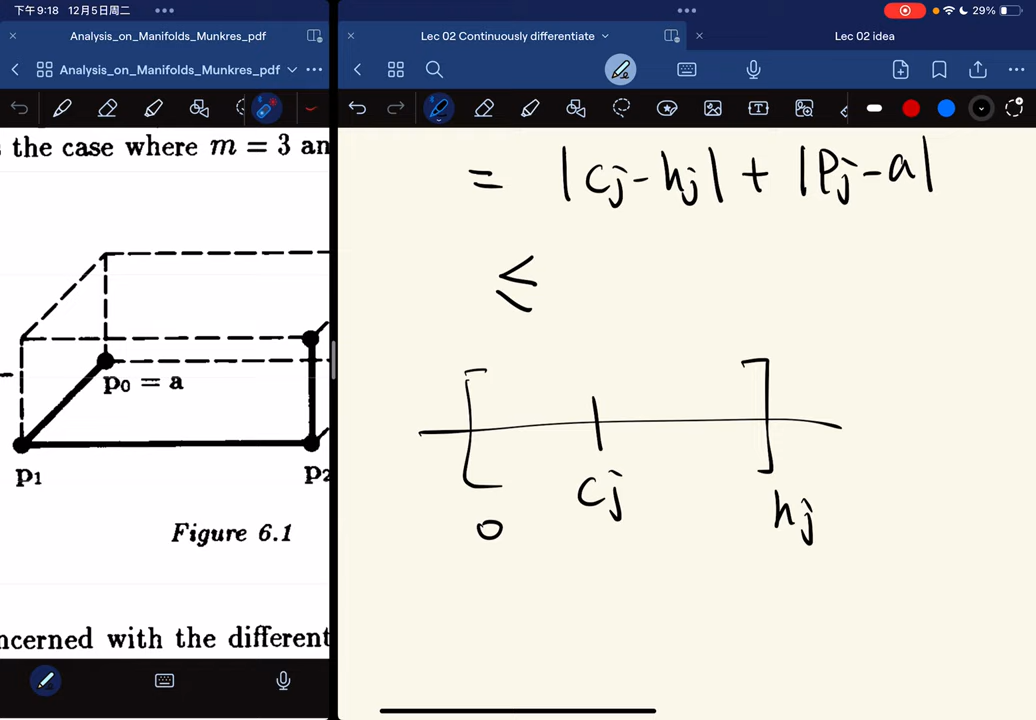 下午9:18 12月5日周二
29%
Analysis_on_Manifolds_Munkres_pdf
Lec 02 Continuously differentiate
Lec 02 idea
Analysis_on_Manifolds_Munkres_pdf
the case where m = 3 an
p₀ = a
p₁
p₂
Figure 6.1
ncerned with the different
= |cj - hj| + |Pj - a|
≤
0
cj
hj